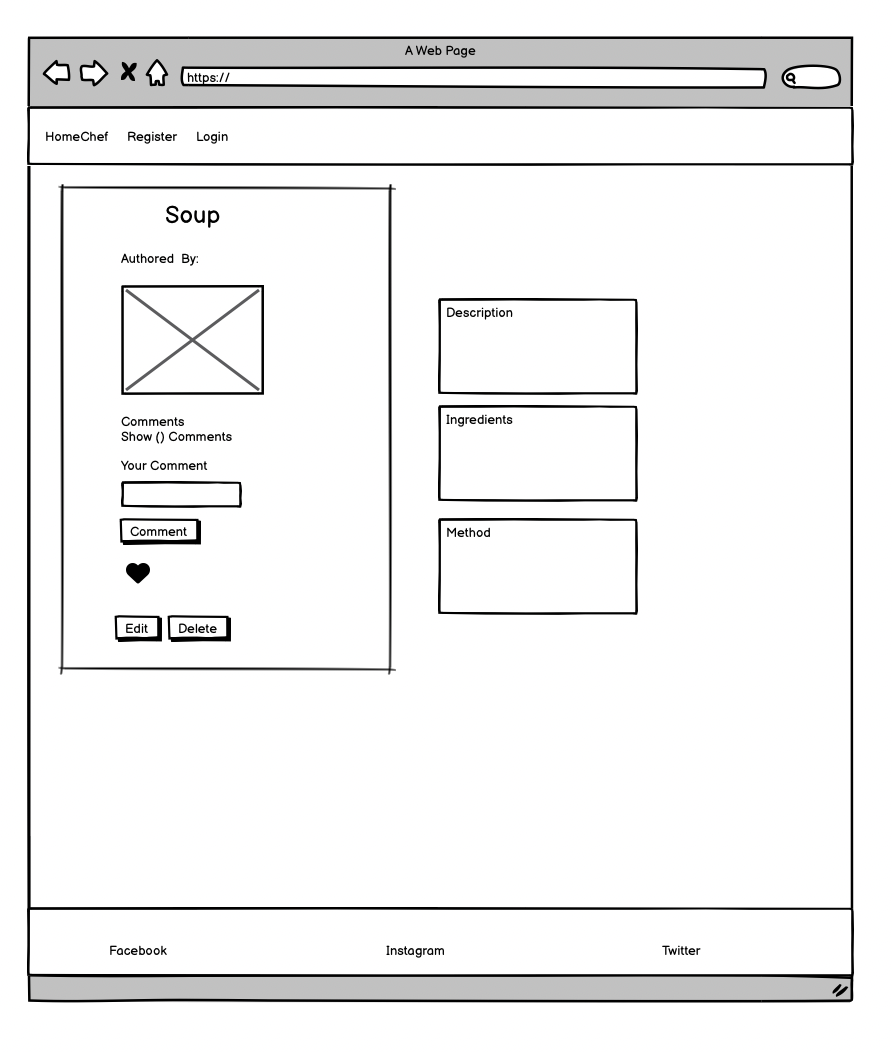 A Web Page
https://
HomeChef Register Login
Soup
Authored By:
Comments
Show () Comments
Your Comment
Comment
Edit Delete
Description
Ingredients
Method
Facebook Instagram Twitter